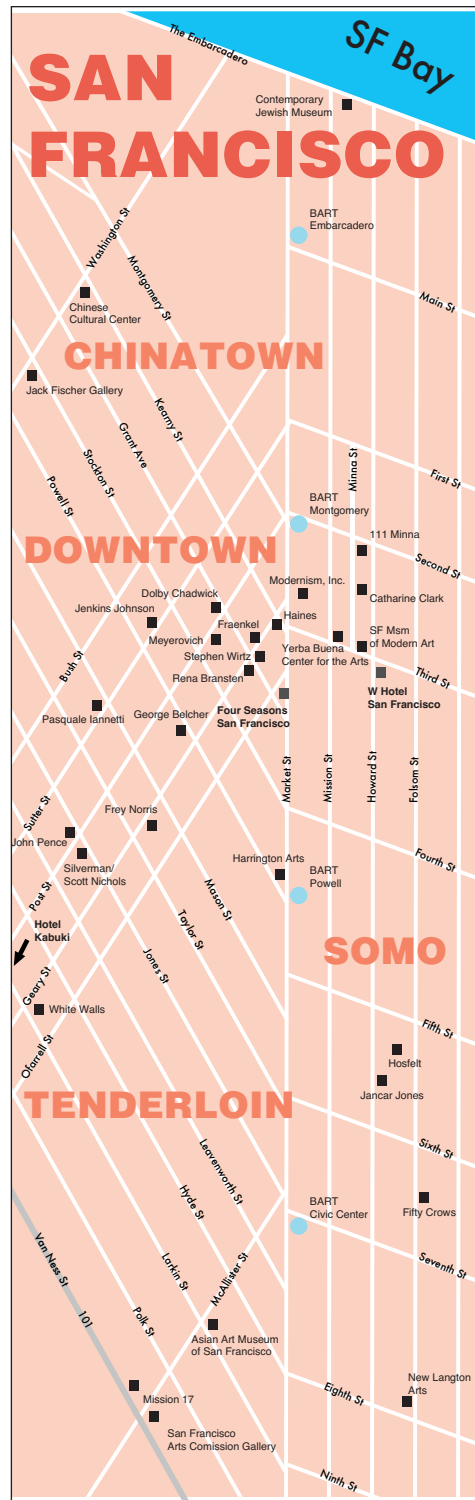 SF Bay
The Embarcadero
SAN
FRANCISCO
Contemporary
Jewish Museum
Washington St
BART
Embarcadero
Montgomery St
Chinese
Cultural Center
Main St
CHINATOWN
Jack Fischer Gallery
Kearny St
Grant Ave
Stockton St
Powell St
Minna St
First St
BART
Montgomery
111 Minna
DOWNTOWN
Second St
Dolby Chadwick
Modernism, Inc.
Catharine Clark
Jenkins Johnson
Fraenkel
Haines
Meyerovich
Yerba Buena
Center for the Arts
SF Msm
of Modern Art
Stephen Wirtz
Bush St
Rena Bransten
Third St
W Hotel
San Francisco
Pasquale Iannetti
George Belcher
Four Seasons
San Francisco
Market St
Mission St
Howard St
Folsom St
Sutter St
Frey Norris
John Pence
Silverman/
Scott Nichols
Harrington Arts
BART
Powell
Fourth St
Post St
Mason St
Taylor St
Hotel
Kabuki
Jones St
SOMO
Geary St
White Walls
Fifth St
Ofarrell St
Hosfelt
Jancar Jones
TENDERLOIN
Sixth St
Leavenworth St
Hyde St
BART
Civic Center
Fifty Crows
Van Ness St
101
Larkin St
McAllister St
Seventh St
Polk St
Asian Art Museum
of San Francisco
Mission 17
Eighth St
New Langton
Arts
San Francisco
Arts Comission Gallery
Ninth St